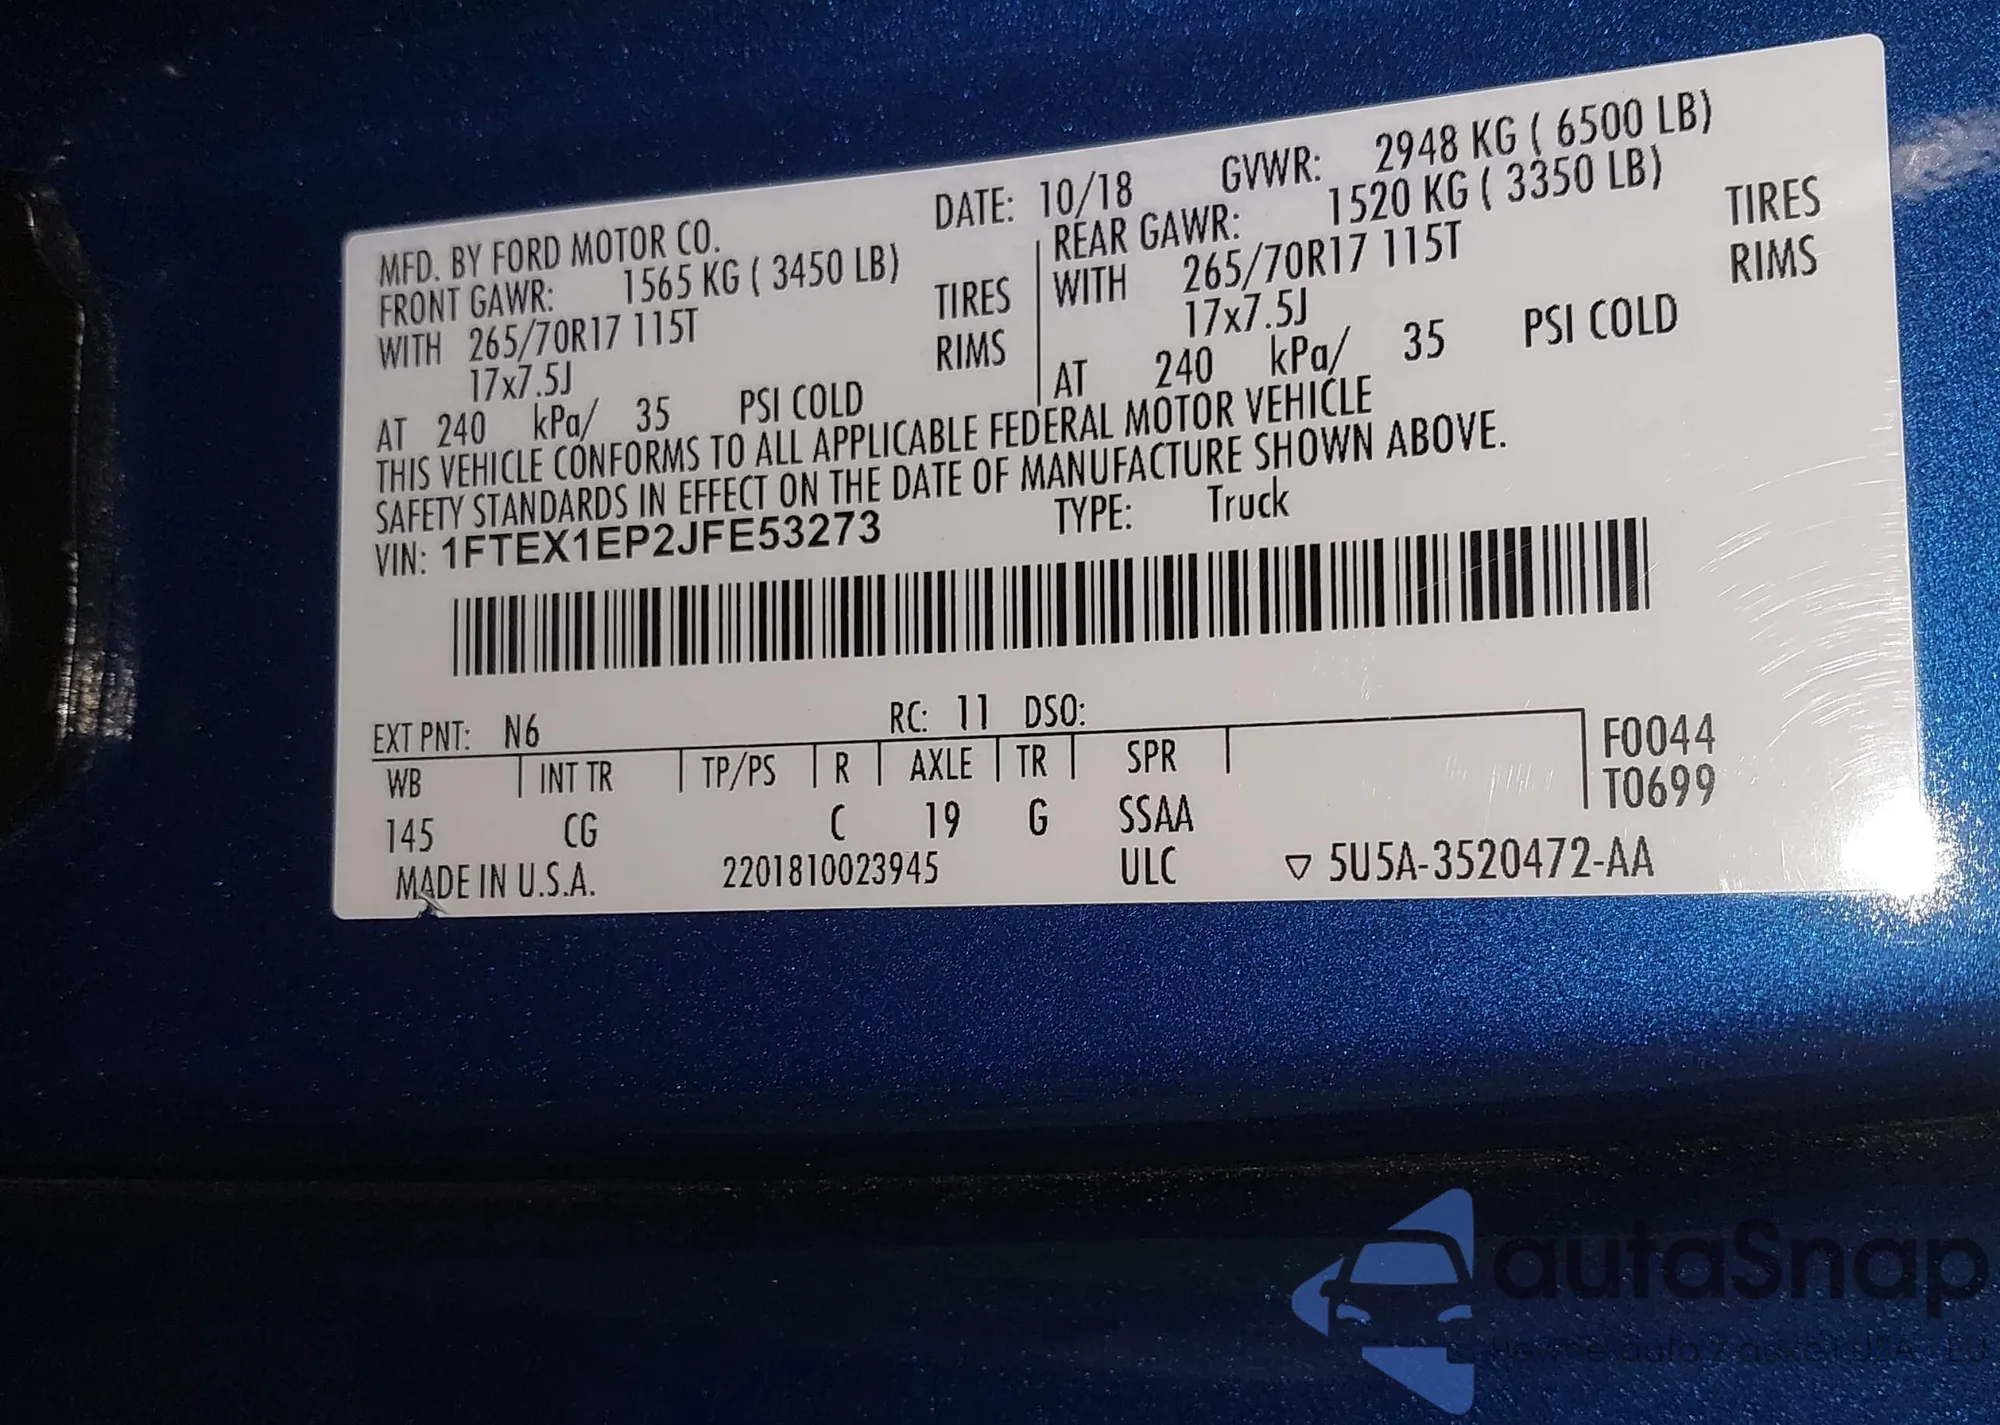 MFD. BY FORD MOTOR CO. DATE: 10/18 GVWR: 2948 KG ( 6500 LB)
FRONT GAWR: 1565 KG ( 3450 LB) REAR GAWR: 1520 KG ( 3350 LB)
WITH 265/70R17 115T TIRES WITH 265/70R17 115T TIRES
17x7.5J RIMS 17x7.5J RIMS
AT 240 kPa/ 35 PSI COLD AT 240 kPa/ 35 PSI COLD
THIS VEHICLE CONFORMS TO ALL APPLICABLE FEDERAL MOTOR VEHICLE
SAFETY STANDARDS IN EFFECT ON THE DATE OF MANUFACTURE SHOWN ABOVE.
VIN: 1FTEX1EP2JFE53273 TYPE: Truck
EXT PNT: N6 RC: 11 DSO:
WB INT TR TP/PS R AXLE TR SPR F0044
145 CG C 19 G SSAA T0699
MADE IN U.S.A. 2201810023945 ULC ▽ 5U5A-3520472-AA
autaSnap